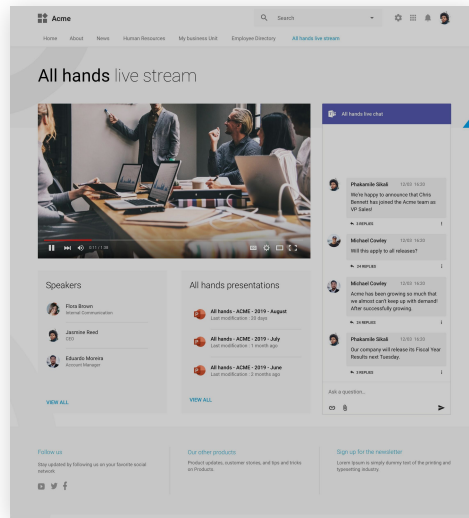 Acme
Search
Home About News Human Resources My business Unit Employee Directory All hands live stream
All hands live stream
All hands live chat
Phakamile Sikali 12/03 16:20
We're happy to announce that Chris
Bennett has joined the Acme team as
VP Sales!
3 REPLIES
Michael Cowley 12/03 16:20
Will this apply to all releases?
24 REPLIES
Michael Cowley 12/03 16:20
Acme has been growing so much that
we almost can't keep up with demand!
After successfully growing.
26 REPLIES
Phakamile Sikali 12/03 16:20
Our company will release its Fiscal Year
Results next Tuesday.
3 REPLIES
Ask a question...
0:11 / 1:38
Speakers
Flora Brown
Internal Communication
Jasmine Reed
CEO
Eduardo Moreira
Account Manager
VIEW ALL
All hands presentations
All hands - ACME - 2019 - August
Last modification : 20 days
All hands - ACME - 2019 - July
Last modification : 1 month ago
All hands - ACME - 2019 - June
Last modification : 2 months ago
VIEW ALL
Follow us
Stay updated by following us on your favorite social
network
Our other products
Product updates, customer stores, and tips and tricks
on Products.
Sign up for the newsletter
Lorem Ipsum is simply dummy text of the printing and
typesetting industry.